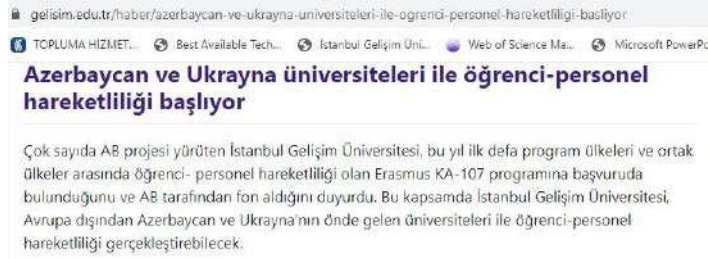 gelisim.edu.tr/haber/azerbaycan-ve-ukrayna-universiteleri-ile-ogrenci-personel-hareketliligi-basliyor
TOPLUMA HİZMET... Best Available Tech... İstanbul Gelişim Üni... Web of Science Ma... Microsoft PowerPo
Azerbaycan ve Ukrayna üniversiteleri ile öğrenci-personel
hareketliliği başlıyor
Çok sayıda AB projesi yürüten İstanbul Gelişim Üniversitesi, bu yıl ilk defa program ülkeleri ve ortak
ülkeler arasında öğrenci- personel hareketliliği olan Erasmus KA-107 programına başvuruda
bulunduğunu ve AB tarafından fon aldığını duyurdu. Bu kapsamda İstanbul Gelişim Üniversitesi,
Avrupa dışından Azerbaycan ve Ukrayna'nın önde gelen üniversiteleri ile öğrenci-personel
hareketliliği gerçekleştirebilecek.